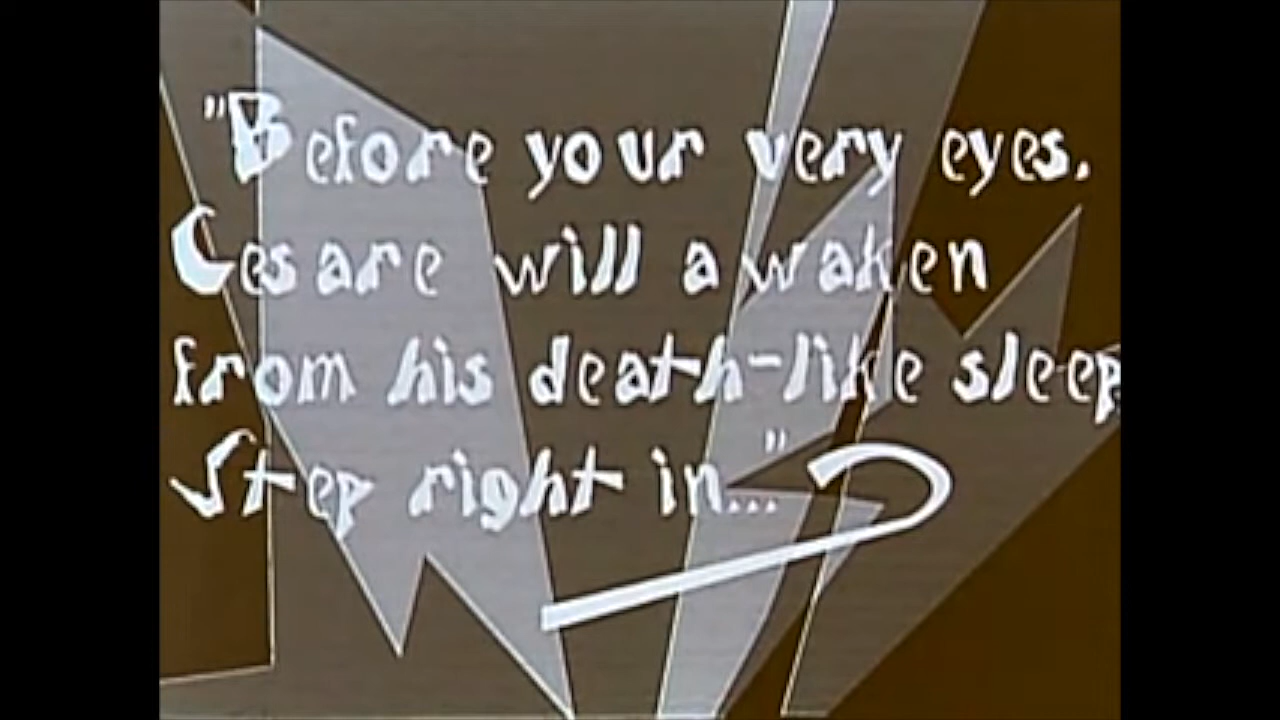 "Before your very eyes.
Cesare will awaken
from his death-like sleep
Step right in..."